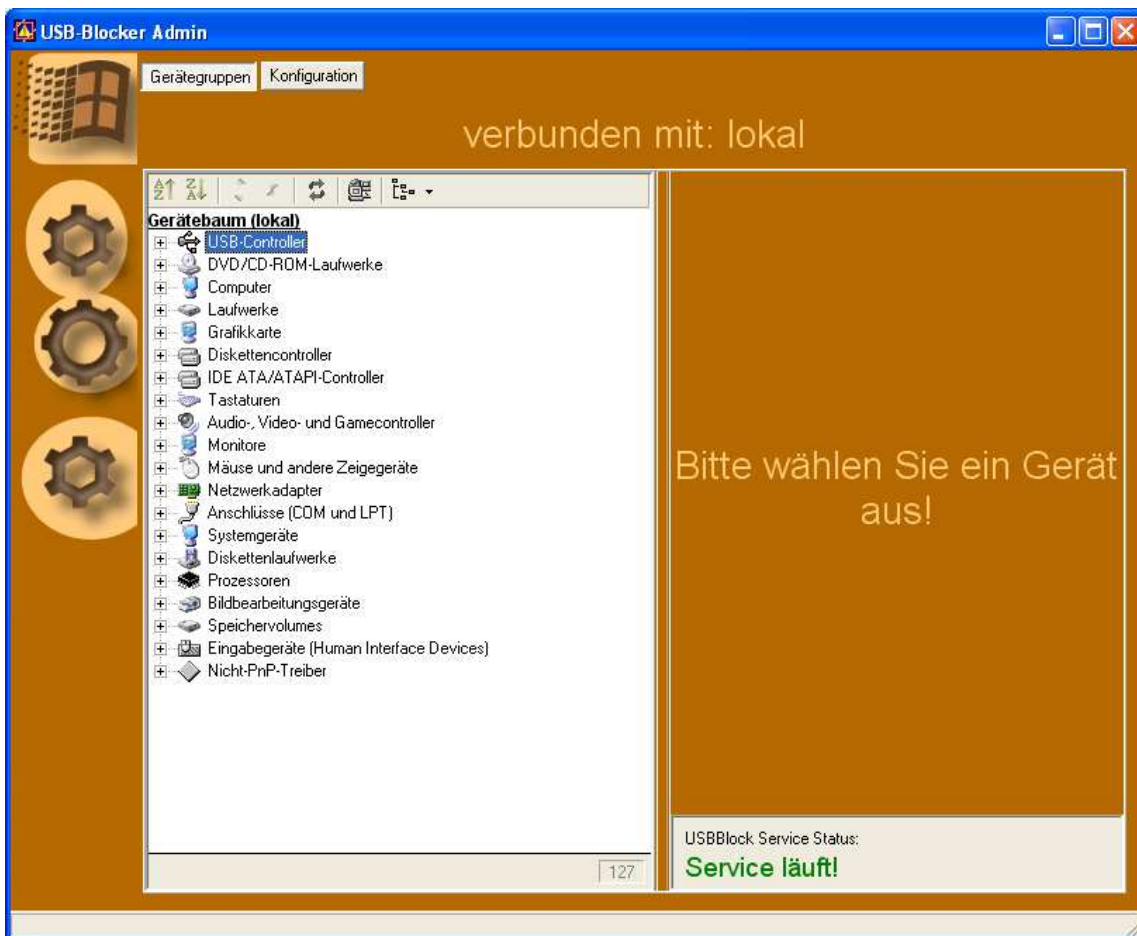 USB-Blocker Admin
Gerätegruppen
Konfiguration
verbunden mit: lokal
Gerätebaum (lokal)
USB-Controller
DVD/CD-ROM-Laufwerke
Computer
Laufwerke
Grafikkarte
Diskettencontroller
IDE ATA/ATAPI-Controller
Tastaturen
Audio-, Video- und Gamecontroller
Monitore
Mäuse und andere Zeigegeräte
Netzwerkadapter
Anschlüsse (COM und LPT)
Systemgeräte
Diskettenlaufwerke
Prozessoren
Bildbearbeitungsgeräte
Speichervolumes
Eingabegeräte (Human Interface Devices)
Nicht-PnP-Treiber
127
Bitte wählen Sie ein Gerät
aus!
USBBlock Service Status:
Service läuft!